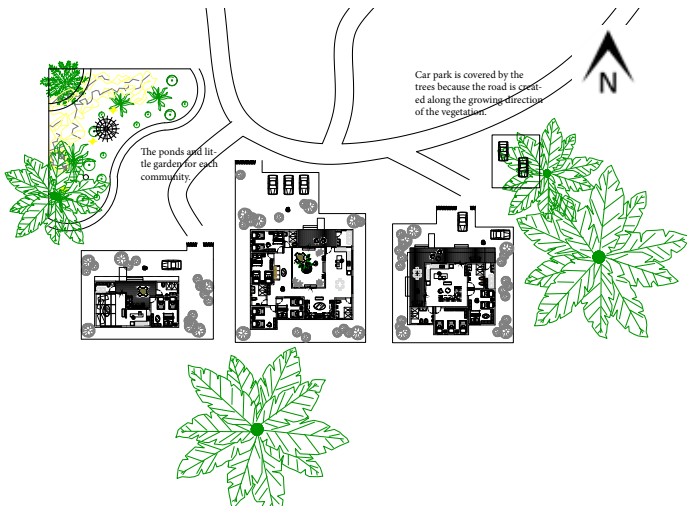 Car park is covered by the
trees because the road is creat-
ed along the growing direction
of the vegetation.
N
The ponds and lit-
tle garden for each
community.